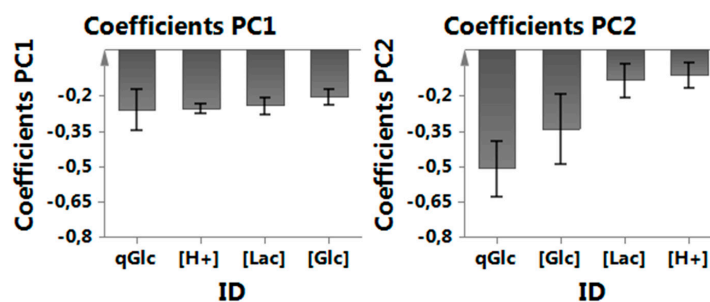 Coefficients PC1
Coefficients PC1
-0,2
-0,35
-0,5
-0,65
-0,8
qGlc [H+] [Lac] [Glc]
ID
Coefficients PC2
Coefficients PC2
-0,2
-0,35
-0,5
-0,65
-0,8
qGlc [Glc] [Lac] [H+]
ID